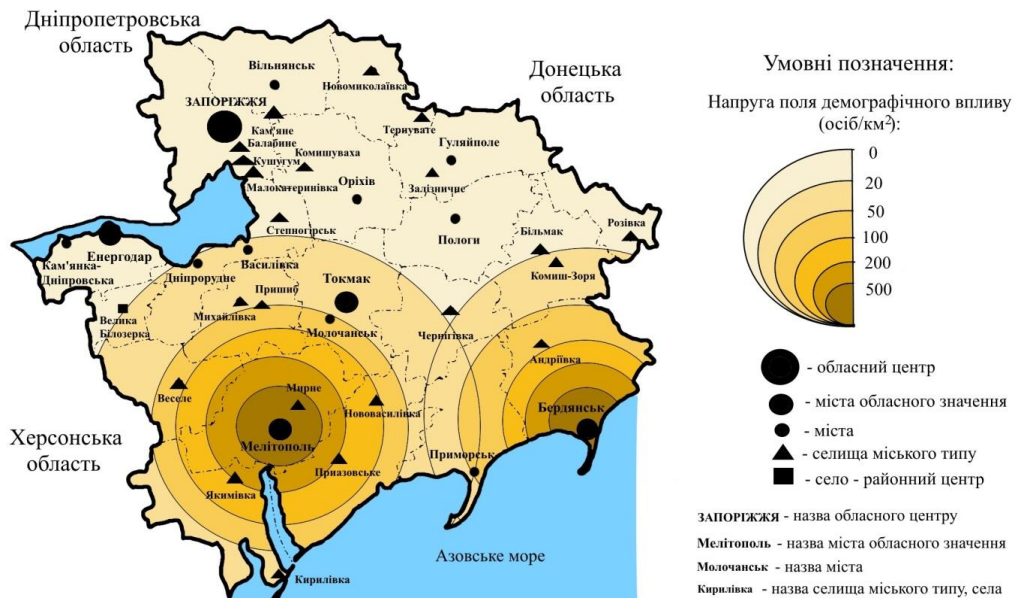 Дніпропетровська
область
Вільнянськ
Новомиколаївка
Донецька
область
ЗАПОРІЖЖЯ
Кам'яне
Балабине
Кушугум
Комишуваха
Малокатеринівка
Тернувате
Гуляйполе
Залізничне
Оріхів
Степногірськ
Пологи
Більмак
Розівка
Комиш-Зоря
Енергодар
Кам'янка-
Дніпровська
Дніпрорудне
Василівка
Токмак
Пришиб
Михайлівка
Молочанськ
Велика
Білозерка
Чернігівка
Андріївка
Веселе
Мирне
Нововасилівка
Бердянськ
Херсонська
область
Мелітополь
Приазовське
Приморськ
Якимівка
Азовське море
Кирилівка
Умовні позначення:
Напруга поля демографічного впливу
(осіб/км²):
0
20
50
100
200
500
- обласний центр
- міста обласного значення
- міста
- селища міського типу
- село - районний центр
ЗАПОРІЖЖЯ - назва обласного центру
Мелітополь - назва міста обласного значення
Молочанськ - назва міста
Кирилівка - назва селища міського типу, села